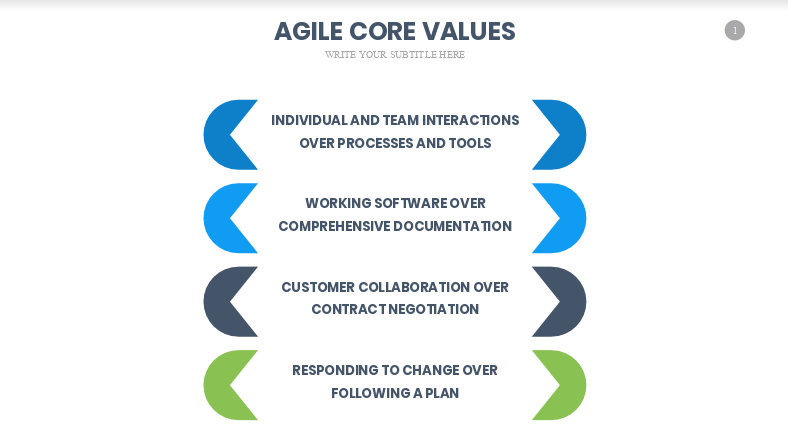 AGILE CORE VALUES
1
WRITE YOUR SUBTITLE HERE
INDIVIDUAL AND TEAM INTERACTIONS
OVER PROCESSES AND TOOLS
WORKING SOFTWARE OVER
COMPREHENSIVE DOCUMENTATION
CUSTOMER COLLABORATION OVER
CONTRACT NEGOTIATION
RESPONDING TO CHANGE OVER
FOLLOWING A PLAN